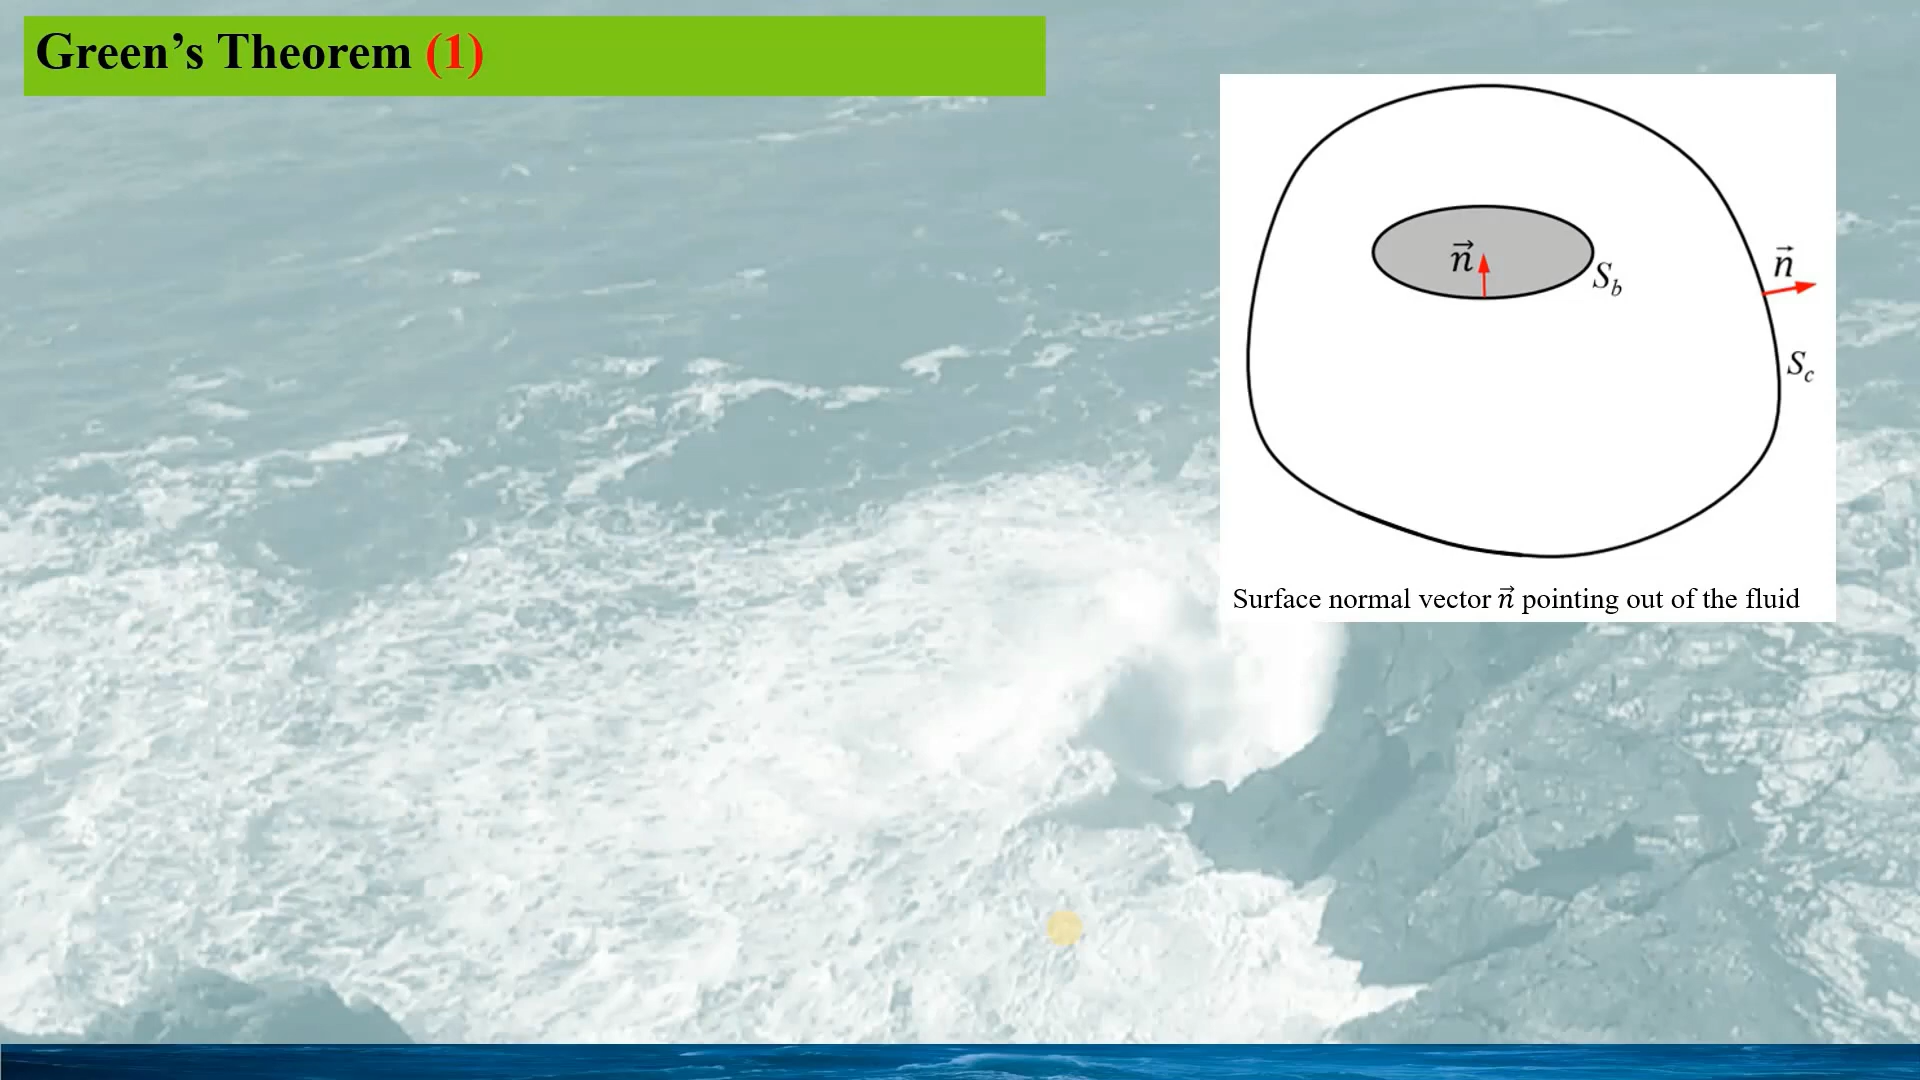 Green’s Theorem (1)
n⃗
S_b
n⃗
S_c
Surface normal vector n⃗ pointing out of the fluid